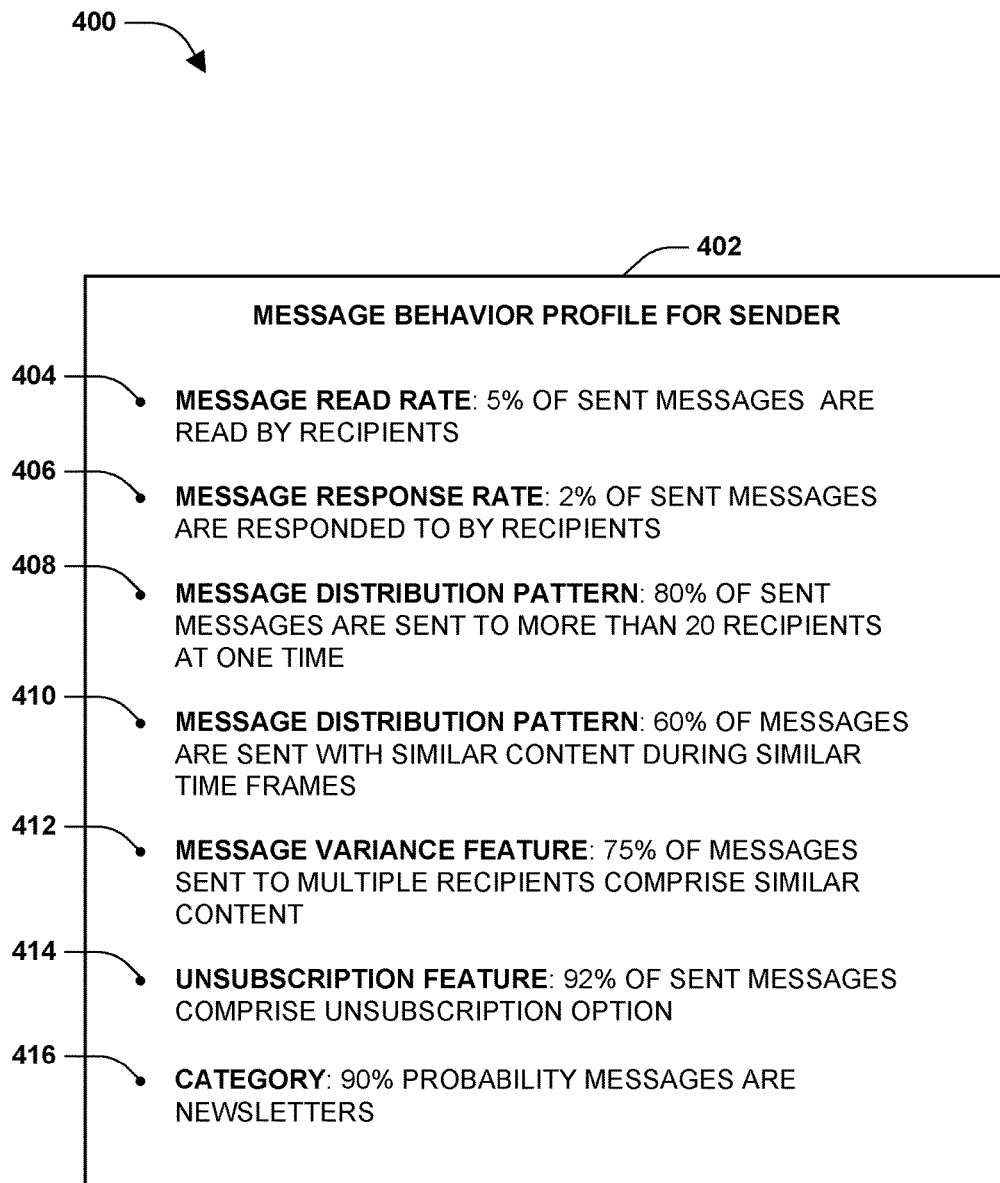 400
402
MESSAGE BEHAVIOR PROFILE FOR SENDER
404
MESSAGE READ RATE: 5% OF SENT MESSAGES ARE
READ BY RECIPIENTS
406
MESSAGE RESPONSE RATE: 2% OF SENT MESSAGES
ARE RESPONDED TO BY RECIPIENTS
408
MESSAGE DISTRIBUTION PATTERN: 80% OF SENT
MESSAGES ARE SENT TO MORE THAN 20 RECIPIENTS
AT ONE TIME
410
MESSAGE DISTRIBUTION PATTERN: 60% OF MESSAGES
ARE SENT WITH SIMILAR CONTENT DURING SIMILAR
TIME FRAMES
412
MESSAGE VARIANCE FEATURE: 75% OF MESSAGES
SENT TO MULTIPLE RECIPIENTS COMPRISE SIMILAR
CONTENT
414
UNSUBSCRIPTION FEATURE: 92% OF SENT MESSAGES
COMPRISE UNSUBSCRIPTION OPTION
416
CATEGORY: 90% PROBABILITY MESSAGES ARE
NEWSLETTERS